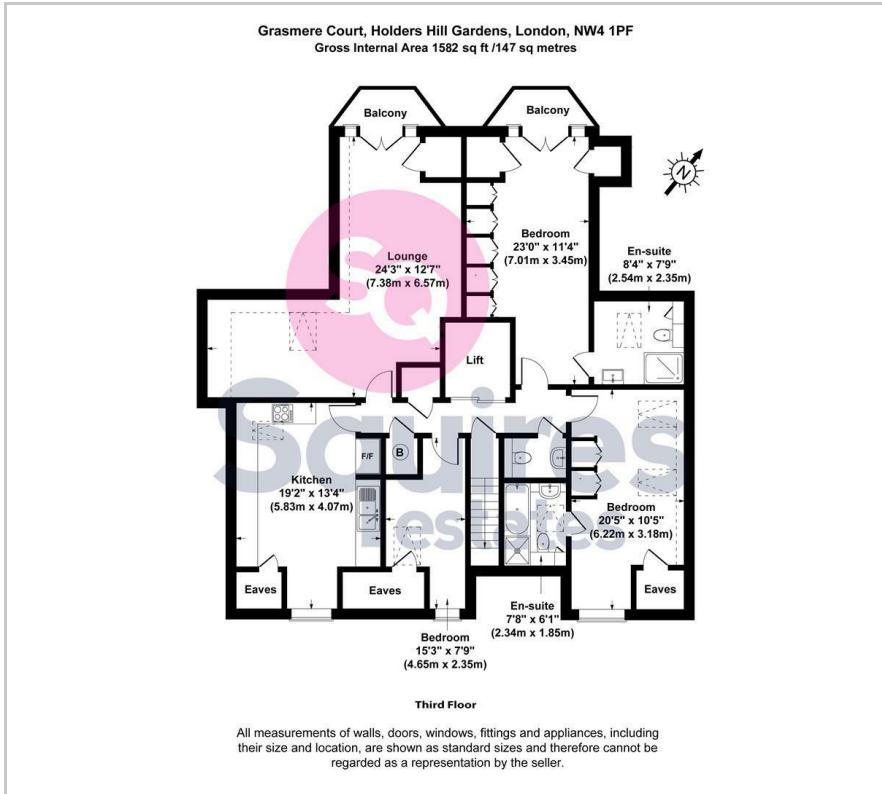 Grasmere Court, Holders Hill Gardens, London, NW4 1PF
Gross Internal Area 1582 sq ft /147 sq metres
Balcony
Balcony
N
Lounge
24'3" x 12'7"
(7.38m x 6.57m)
Bedroom
23'0" x 11'4"
(7.01m x 3.45m)
En-suite
8'4" x 7'9"
(2.54m x 2.35m)
SQ
Lift
Squires
estates
F/F
B
Kitchen
19'2" x 13'4"
(5.83m x 4.07m)
Bedroom
20'5" x 10'5"
(6.22m x 3.18m)
Eaves
Eaves
Eaves
Bedroom
15'3" x 7'9"
(4.65m x 2.35m)
En-suite
7'8" x 6'1"
(2.34m x 1.85m)
Third Floor
All measurements of walls, doors, windows, fittings and appliances, including
their size and location, are shown as standard sizes and therefore cannot be
regarded as a representation by the seller.